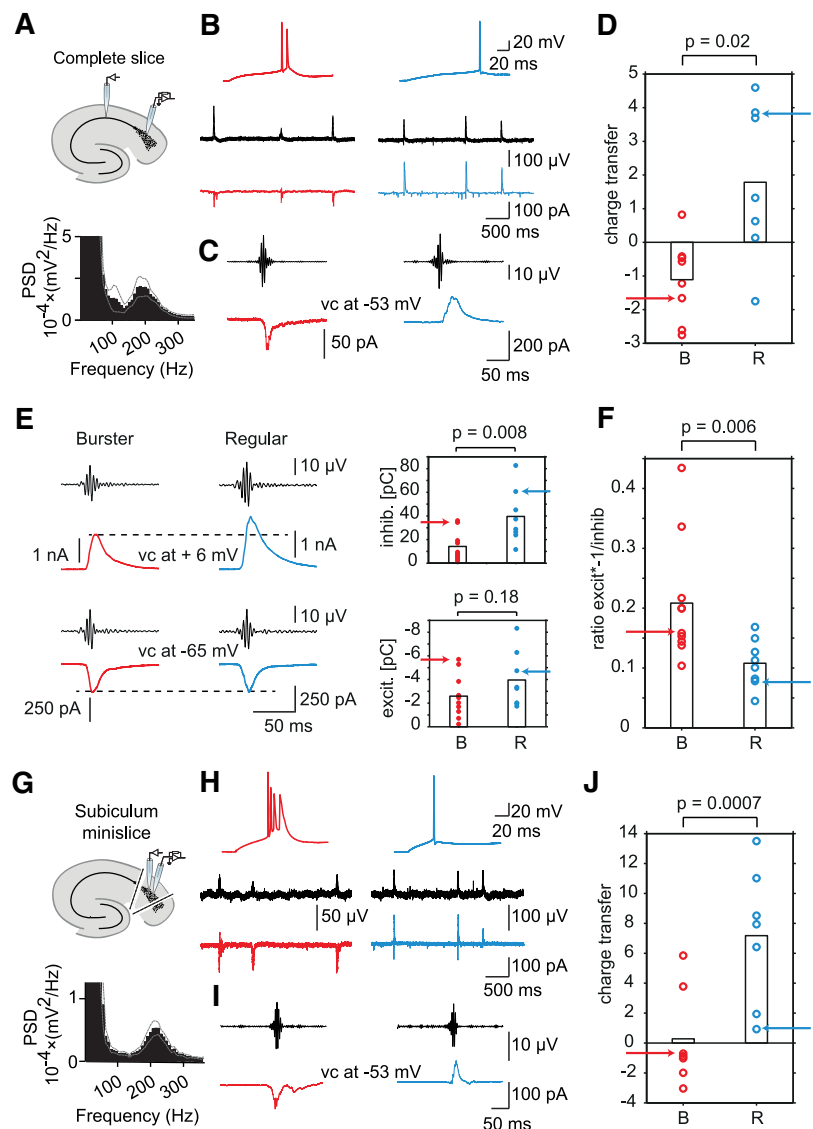 A
Complete slice
5
0
PSD
10-4×(mV2/Hz)
100
200
300
Frequency (Hz)
B
20 mV
20 ms
100 µV
100 pA
500 ms
C
10 µV
vc at -53 mV
50 pA
200 pA
50 ms
D
p = 0.02
5
4
3
2
1
0
-1
-2
-3
charge transfer
B
R
E
Burster
Regular
10 µV
1 nA
vc at + 6 mV
1 nA
10 µV
vc at -65 mV
250 pA
250 pA
50 ms
p = 0.008
80
60
40
20
0
inhib. [pC]
p = 0.18
-8
-6
-4
-2
0
excit. [pC]
B
R
F
p = 0.006
0.4
0.3
0.2
0.1
0
ratio excit*-1/inhib
B
R
G
Subiculum
minislice
1
0
PSD
10-4×(mV2/Hz)
100
200
300
Frequency (Hz)
H
20 mV
20 ms
50 µV
100 µV
100 pA
500 ms
I
10 µV
vc at -53 mV
100 pA
50 ms
J
p = 0.0007
14
12
10
8
6
4
2
0
-2
-4
charge transfer
B
R